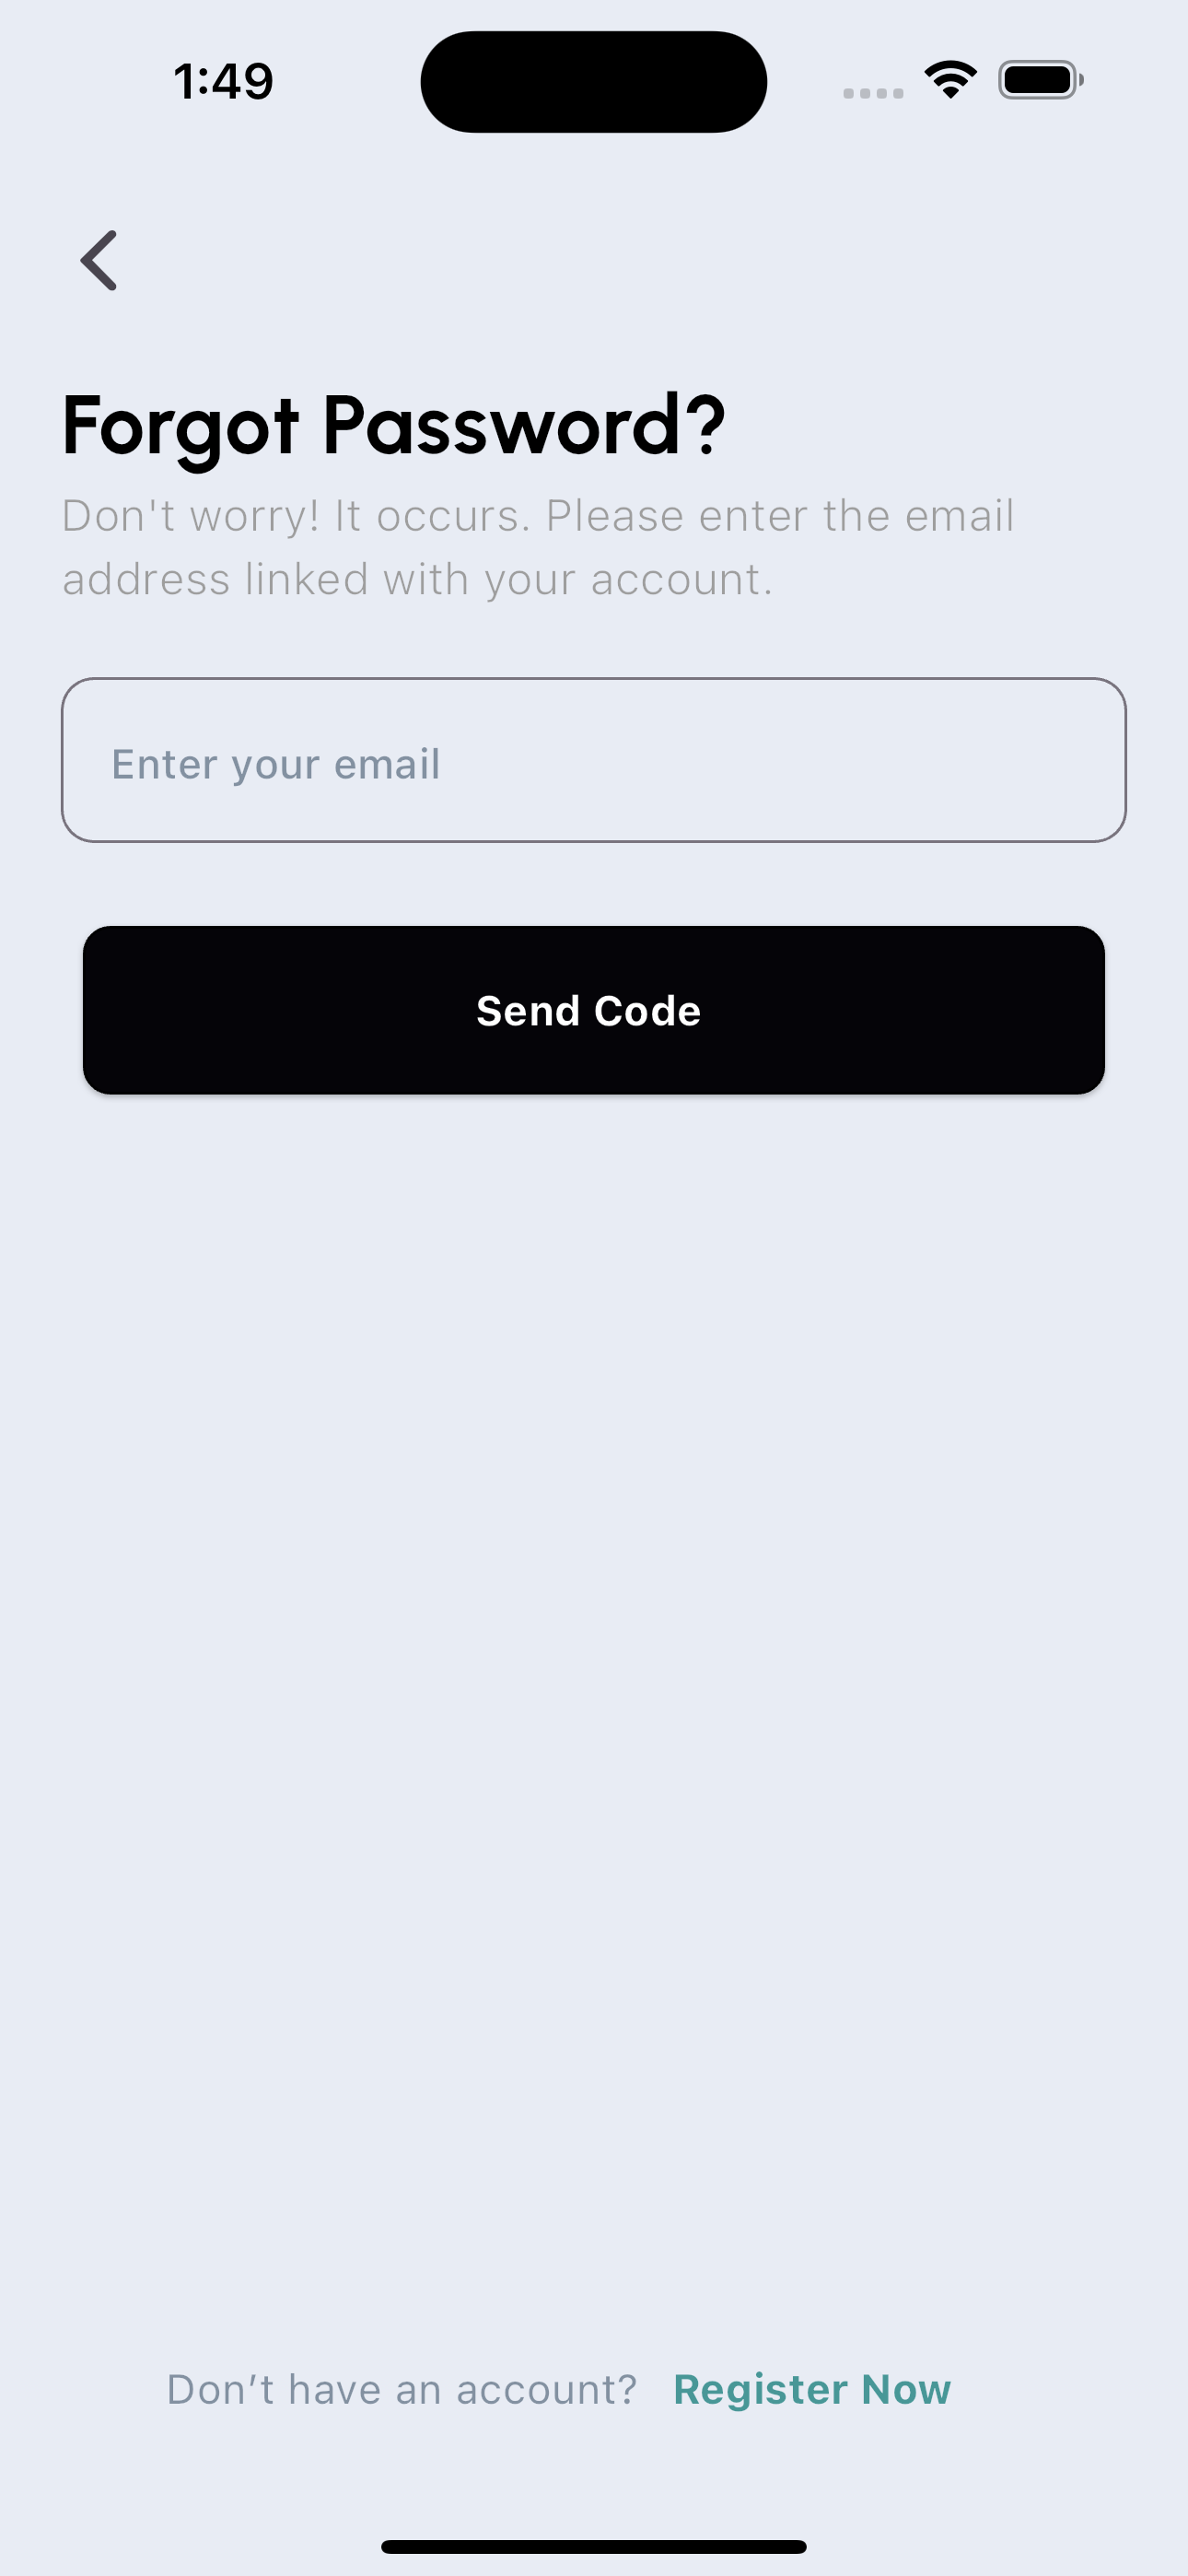 1:49
Forgot Password?
Don't worry! It occurs. Please enter the email
address linked with your account.
Enter your email
Send Code
Don’t have an account? Register Now